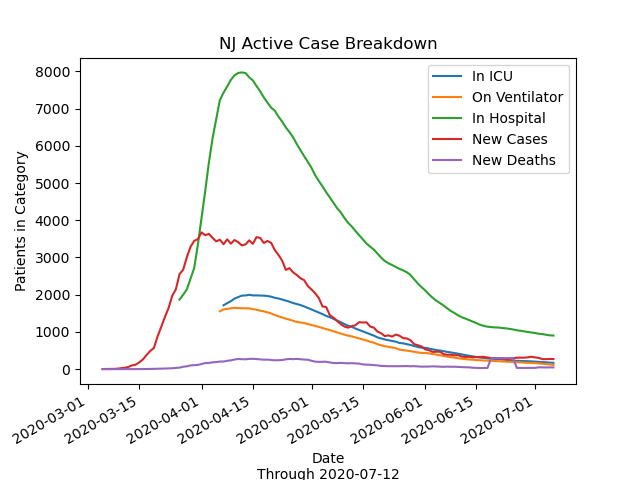 NJ Active Case Breakdown
In ICU
On Ventilator
In Hospital
New Cases
New Deaths
Patients in Category
8000
7000
6000
5000
4000
3000
2000
1000
0
2020-03-01
2020-03-15
2020-04-01
2020-04-15
2020-05-01
2020-05-15
2020-06-01
2020-06-15
2020-07-01
Date
Through 2020-07-12